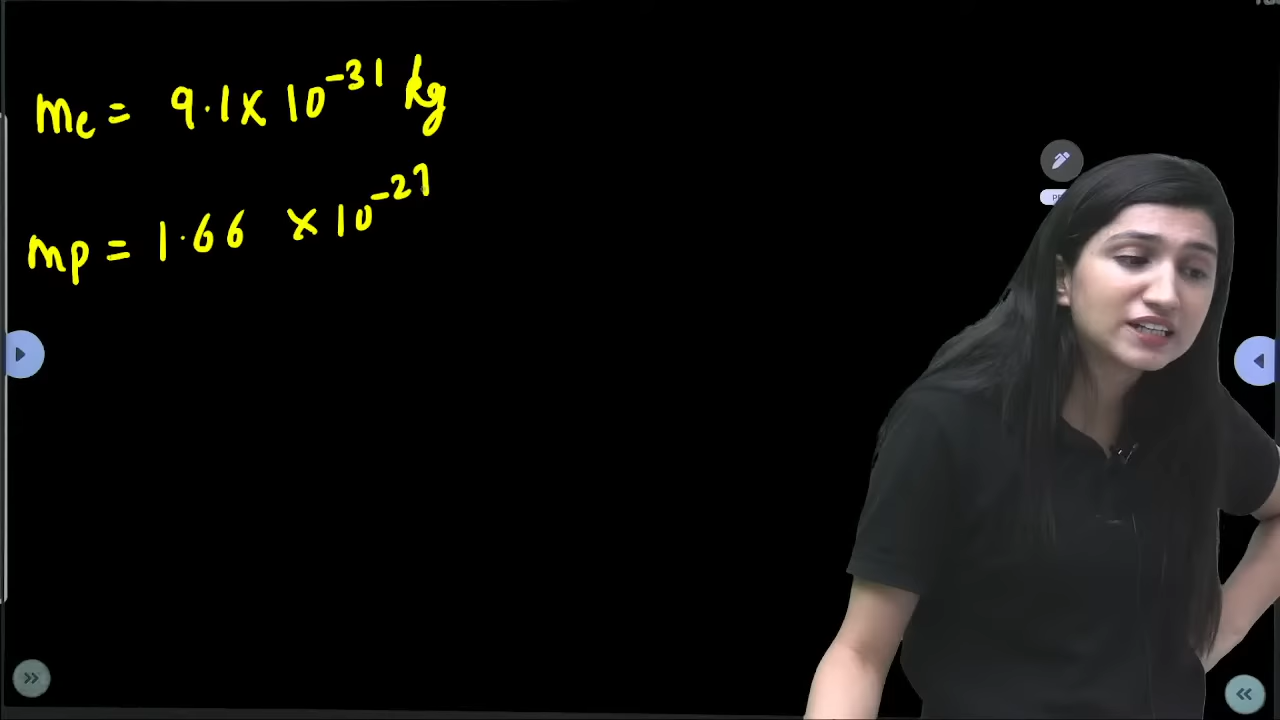 me = 9.1 x 10^-31 kg
mp = 1.66 x 10^-27